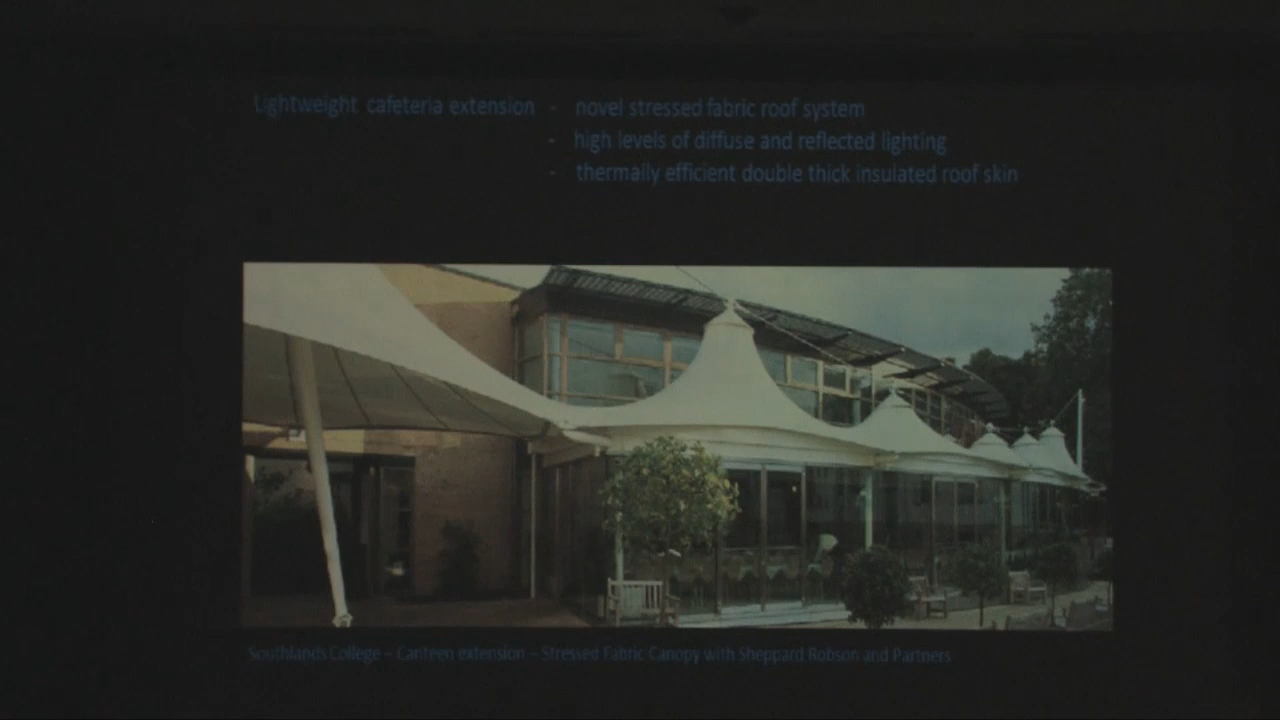 Lightweight cafeteria extension - novel stressed fabric roof system
- high levels of diffuse and reflected lighting
- thermally efficient double thick insulated roof skin
Southlands College – Canteen extension – Stressed Fabric Canopy with Sheppard Robson and Partners